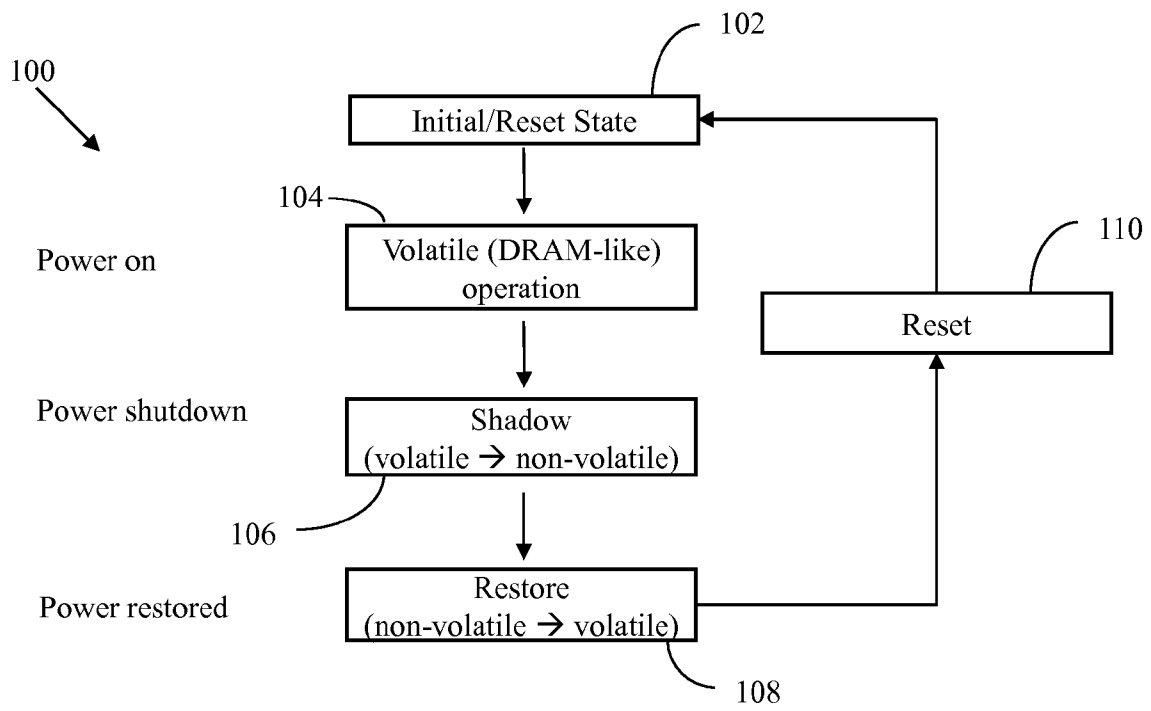 102
100
Initial/Reset State
104
110
Power on
Volatile (DRAM-like)
operation
Reset
Power shutdown
Shadow
(volatile → non-volatile)
106
Power restored
Restore
(non-volatile → volatile)
108